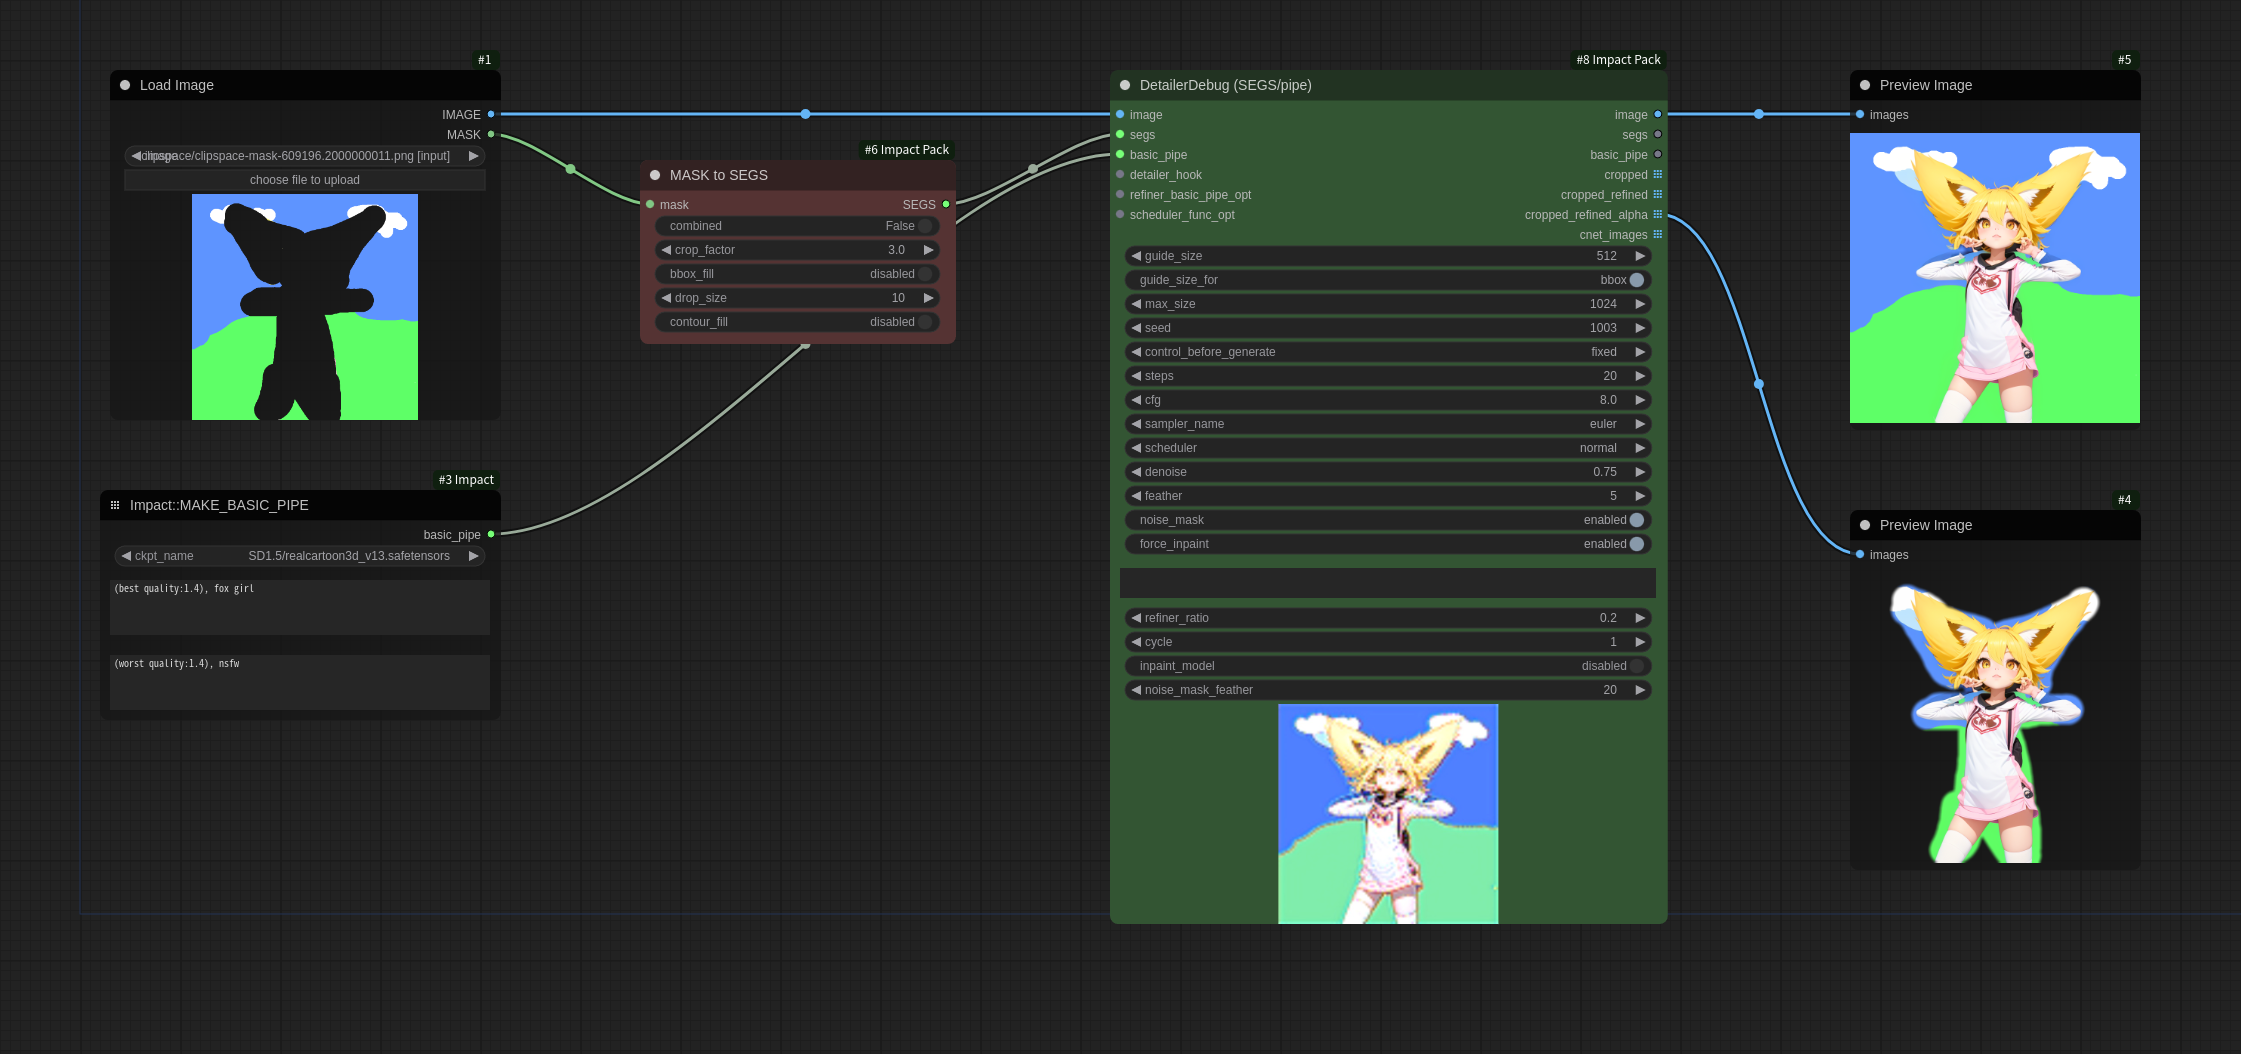 #1
Load Image
IMAGE
MASK
clipspace/clipspace-mask-609196.2000000011.png [input]
choose file to upload
#3 Impact
Impact::MAKE_BASIC_PIPE
basic_pipe
ckpt_name SD1.5/realcartoon3d_v13.safetensors
(best quality:1.4), fox girl
(worst quality:1.4), nsfw
#6 Impact Pack
MASK to SEGS
mask SEGS
combined False
crop_factor 3.0
bbox_fill disabled
drop_size 10
contour_fill disabled
#8 Impact Pack
DetailerDebug (SEGS/pipe)
image image
segs segs
basic_pipe basic_pipe
detailer_hook cropped
refiner_basic_pipe_opt cropped_refined
scheduler_func_opt cropped_refined_alpha
cnet_images
guide_size 512
guide_size_for bbox
max_size 1024
seed 1003
control_before_generate fixed
steps 20
cfg 8.0
sampler_name euler
scheduler normal
denoise 0.75
feather 5
noise_mask enabled
force_inpaint enabled
refiner_ratio 0.2
cycle 1
inpaint_model disabled
noise_mask_feather 20
#5
Preview Image
images
#4
Preview Image
images